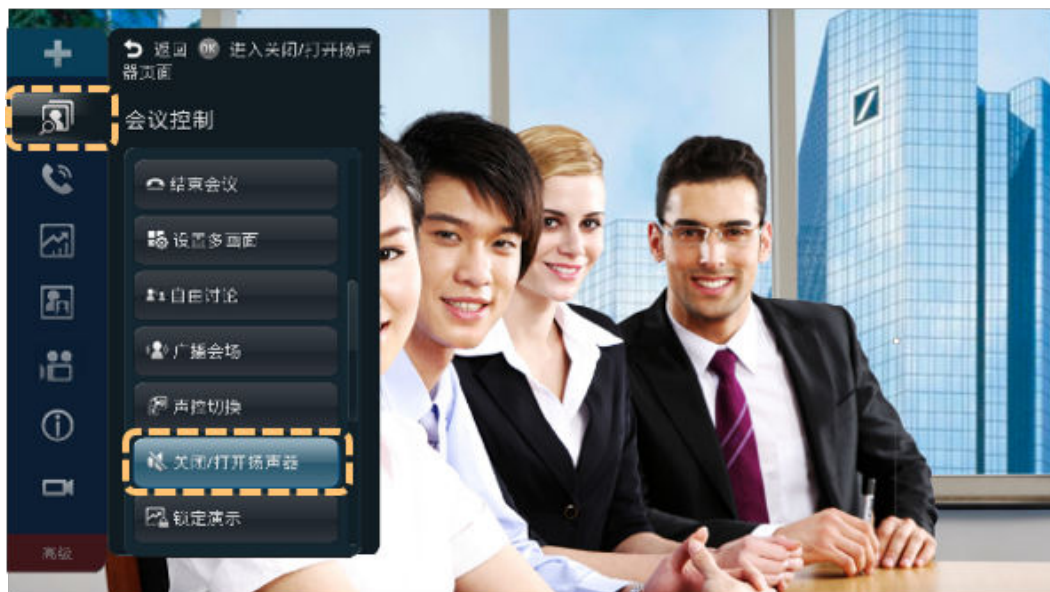 返回 OK 进入关闭/打开扬声
器页面
会议控制
结束会议
设置多画面
自由讨论
广播会场
声控切换
关闭/打开扬声器
锁定演示
高级